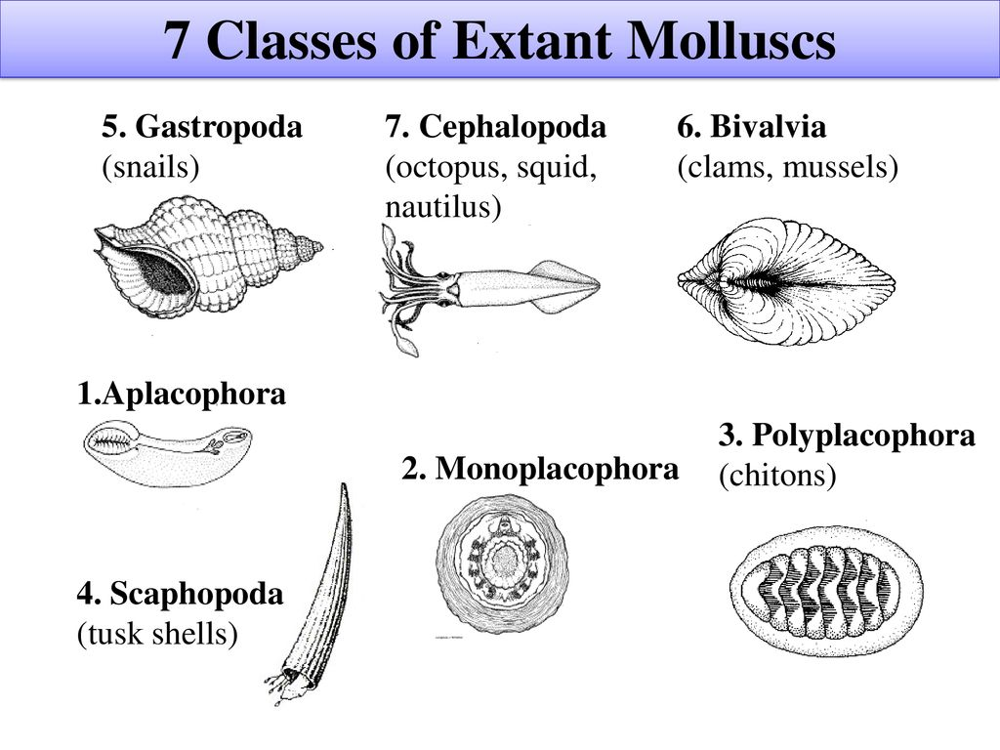 7 Classes of Extant Molluscs
5. Gastropoda
(snails)
7. Cephalopoda
(octopus, squid,
nautilus)
6. Bivalvia
(clams, mussels)
1.Aplacophora
2. Monoplacophora
3. Polyplacophora
(chitons)
4. Scaphopoda
(tusk shells)